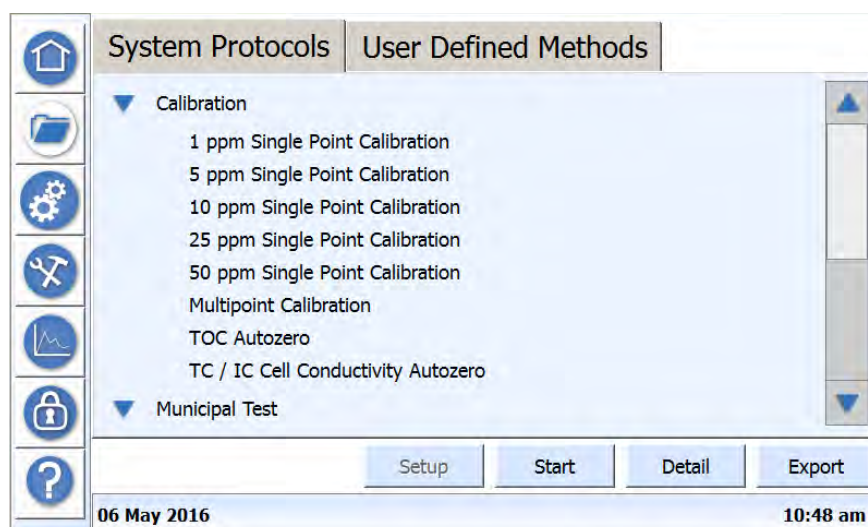 System Protocols User Defined Methods
Calibration
1 ppm Single Point Calibration
5 ppm Single Point Calibration
10 ppm Single Point Calibration
25 ppm Single Point Calibration
50 ppm Single Point Calibration
Multipoint Calibration
TOC Autozero
TC / IC Cell Conductivity Autozero
Municipal Test
Setup Start Detail Export
06 May 2016 10:48 am